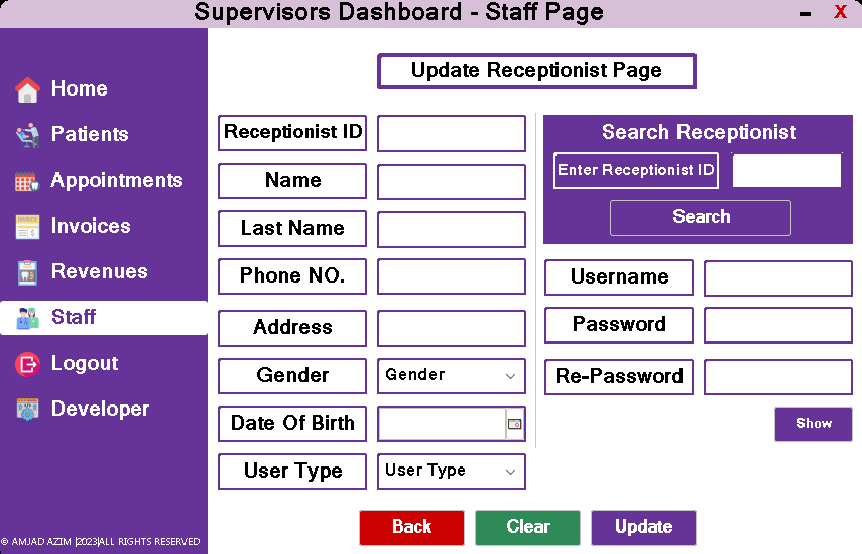 Supervisors Dashboard - Staff Page
X
Home
Patients
Appointments
Invoices
Revenues
Staff
Logout
Developer
© AMJAD AZIM |2023|ALL RIGHTS RESERVED
Update Receptionist Page
Receptionist ID
Name
Last Name
Phone NO.
Address
Gender
Gender
Date Of Birth
User Type
User Type
Search Receptionist
Enter Receptionist ID
Search
Username
Password
Re-Password
Show
Back
Clear
Update